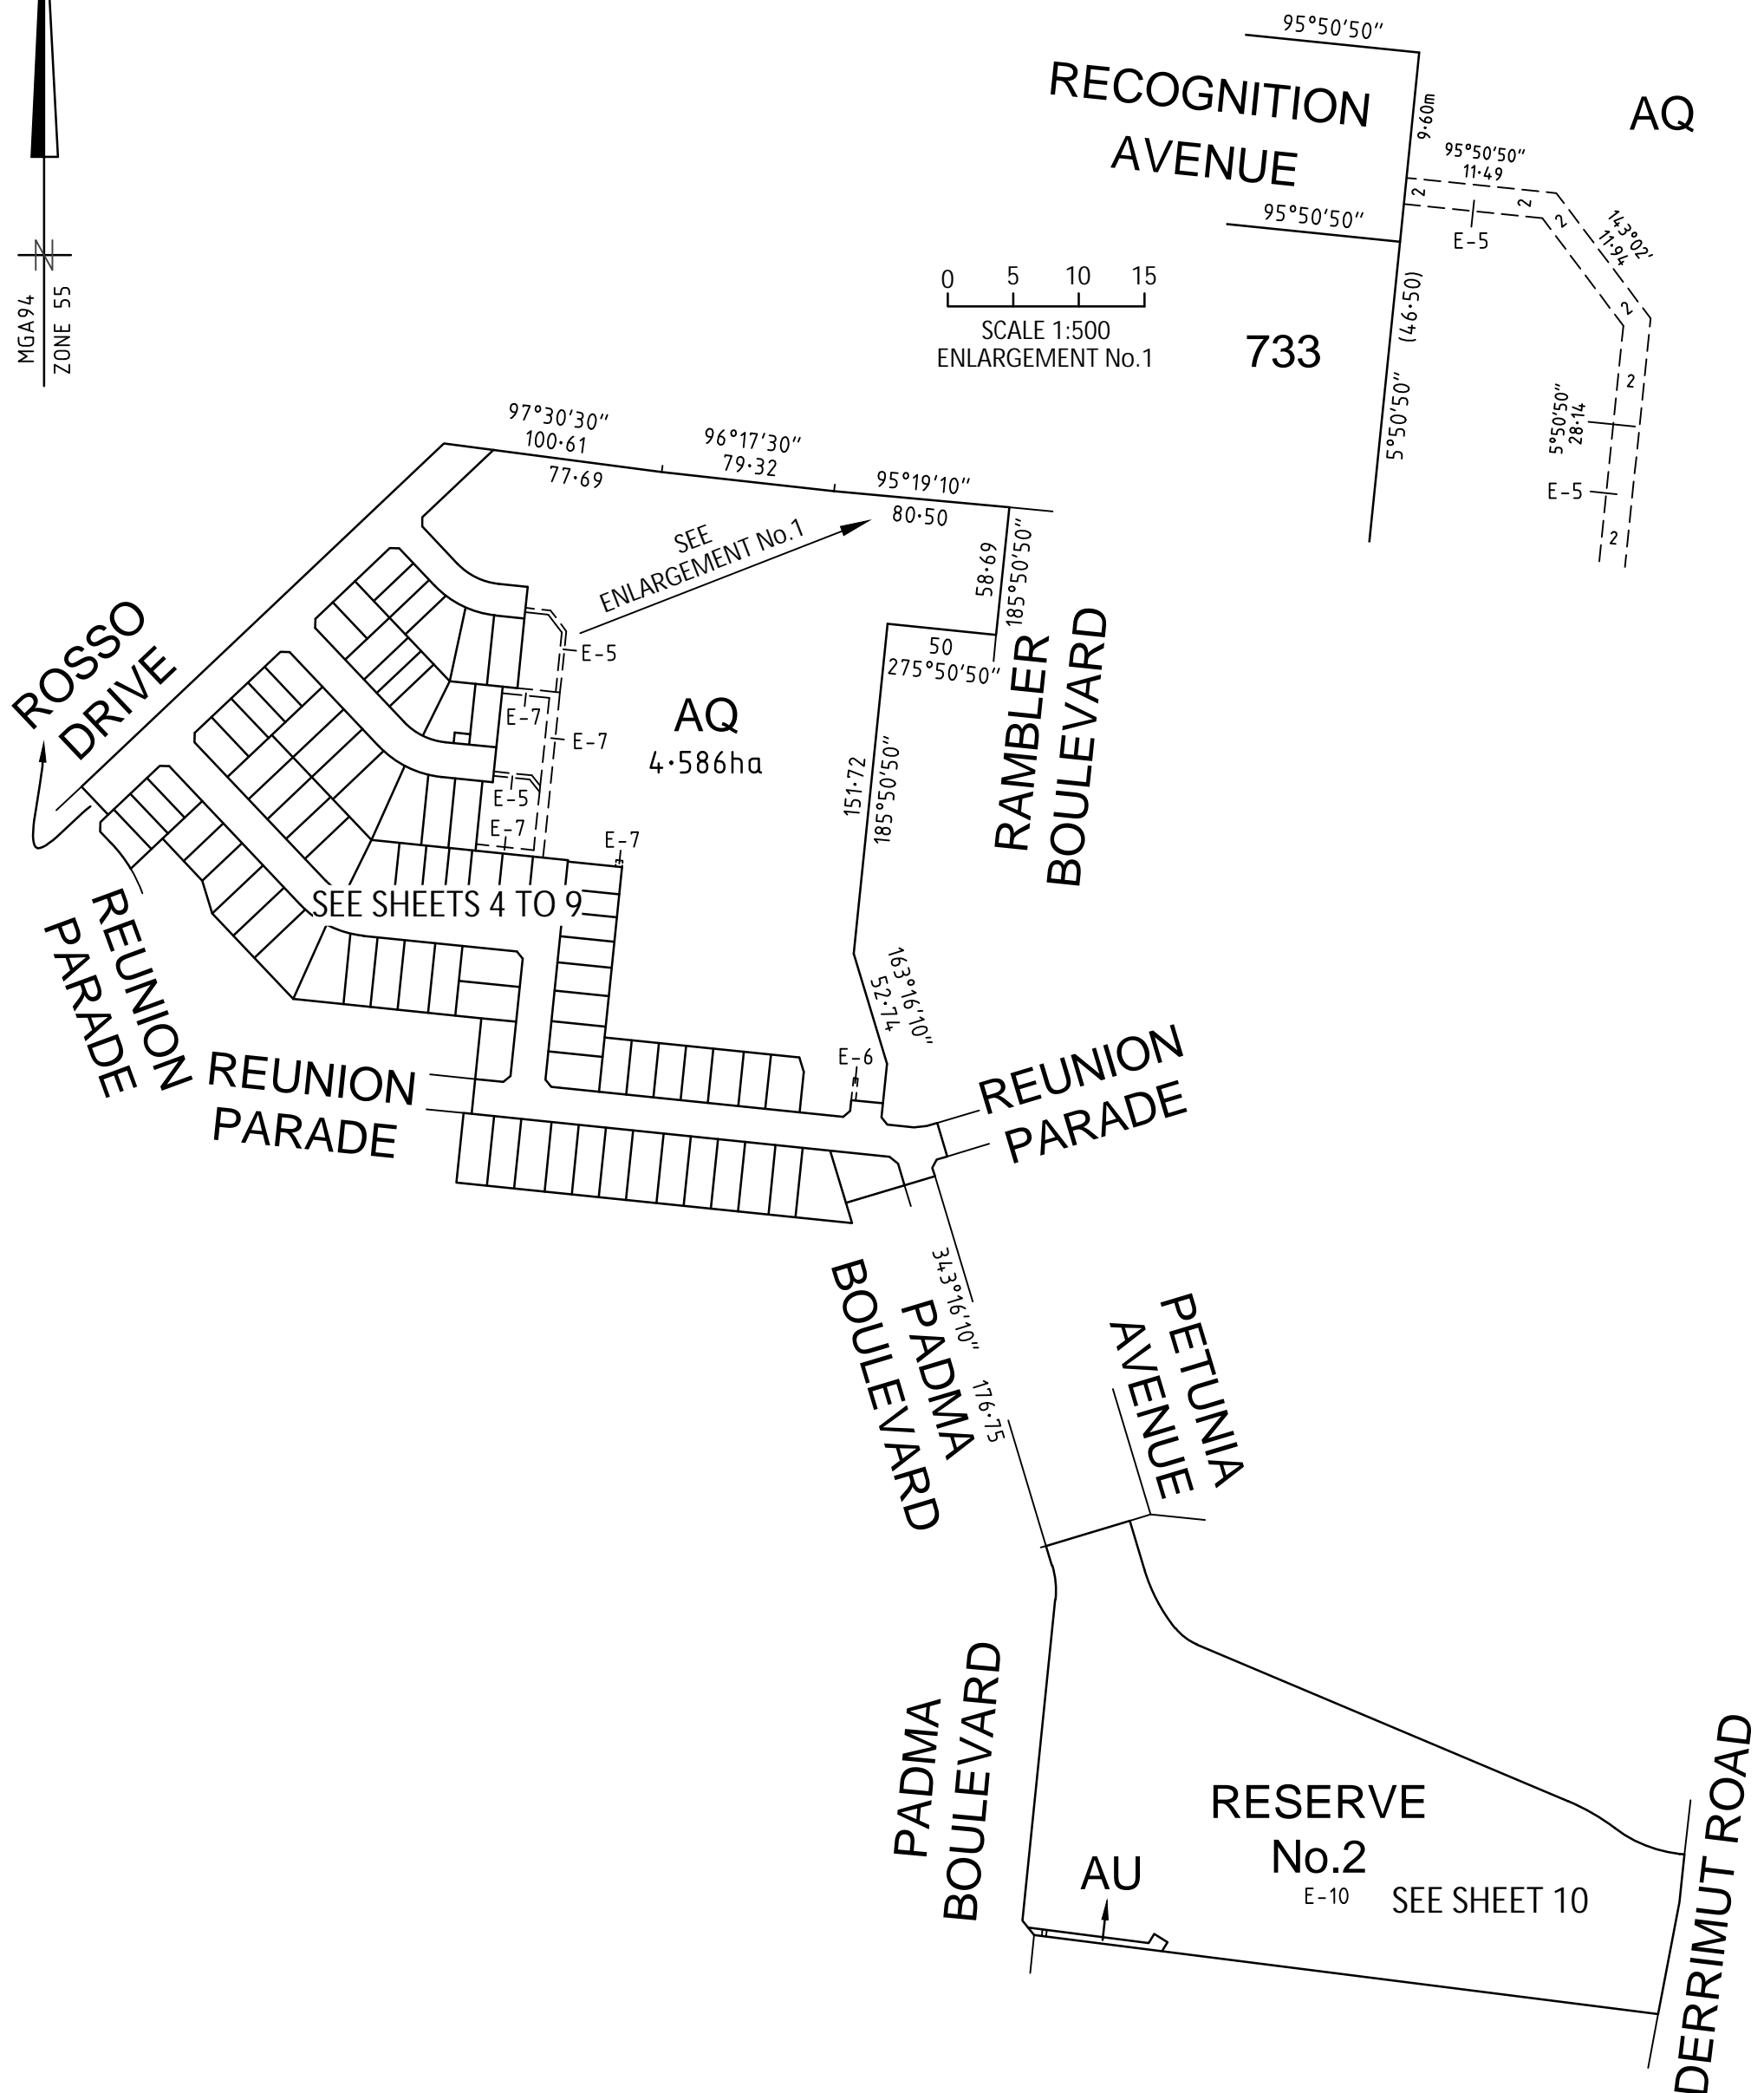 95°50'50"
RECOGNITION
AVENUE
AQ
9·60m
95°50'50"
11·49
2
2
2
143°02'
11·94
E-5
95°50'50"
2
(46·50)
5°50'50"
733
2
5°50'50"
28·14
E-5
2
0 5 10 15
SCALE 1:500
ENLARGEMENT No.1
N
MGA94
ZONE 55
97°30'30"
100·61
77·69
96°17'30"
79·32
95°19'10"
80·50
SEE
ENLARGEMENT No.1
58·69
185°50'50"
50
275°50'50"
RAMBLER
BOULEVARD
ROSSO
DRIVE
E-5
E-7
E-7
AQ
4·586ha
151·72
185°50'50"
E-5
E-7
E-7
SEE SHEETS 4 TO 9
REUNION
PARADE
163°16'10"
52·74
E-6
REUNION
PARADE
REUNION
PARADE
343°16'10" 176·75
PADMA
BOULEVARD
PETUNIA
AVENUE
PADMA
BOULEVARD
RESERVE
No.2
E-10
SEE SHEET 10
AU
DERRIMUT ROAD